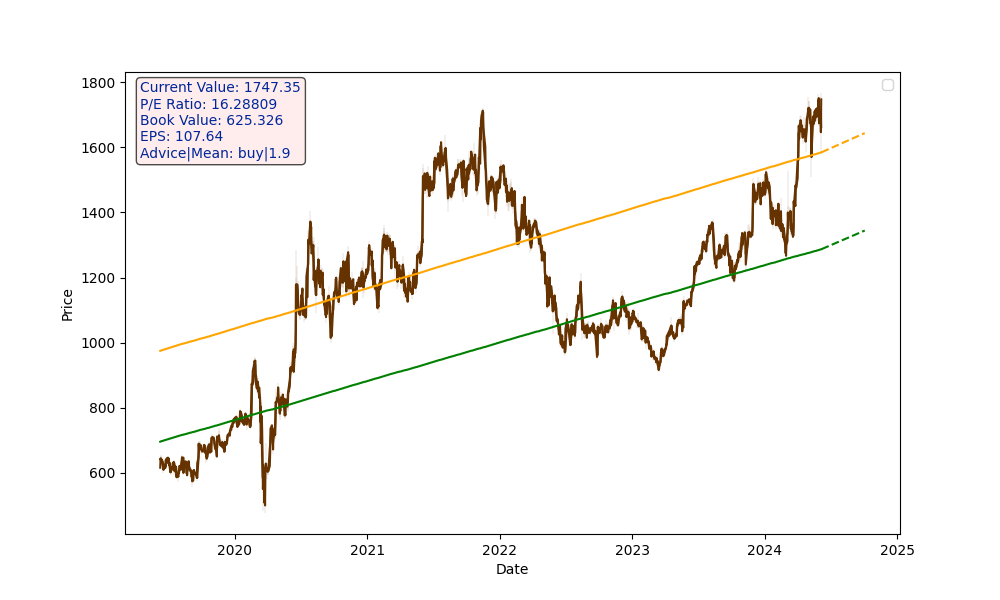 Current Value: 1747.35
P/E Ratio: 16.28809
Book Value: 625.326
EPS: 107.64
Advice|Mean: buy|1.9
1800
1600
1400
1200
1000
800
600
Price
2020
2021
2022
2023
2024
2025
Date